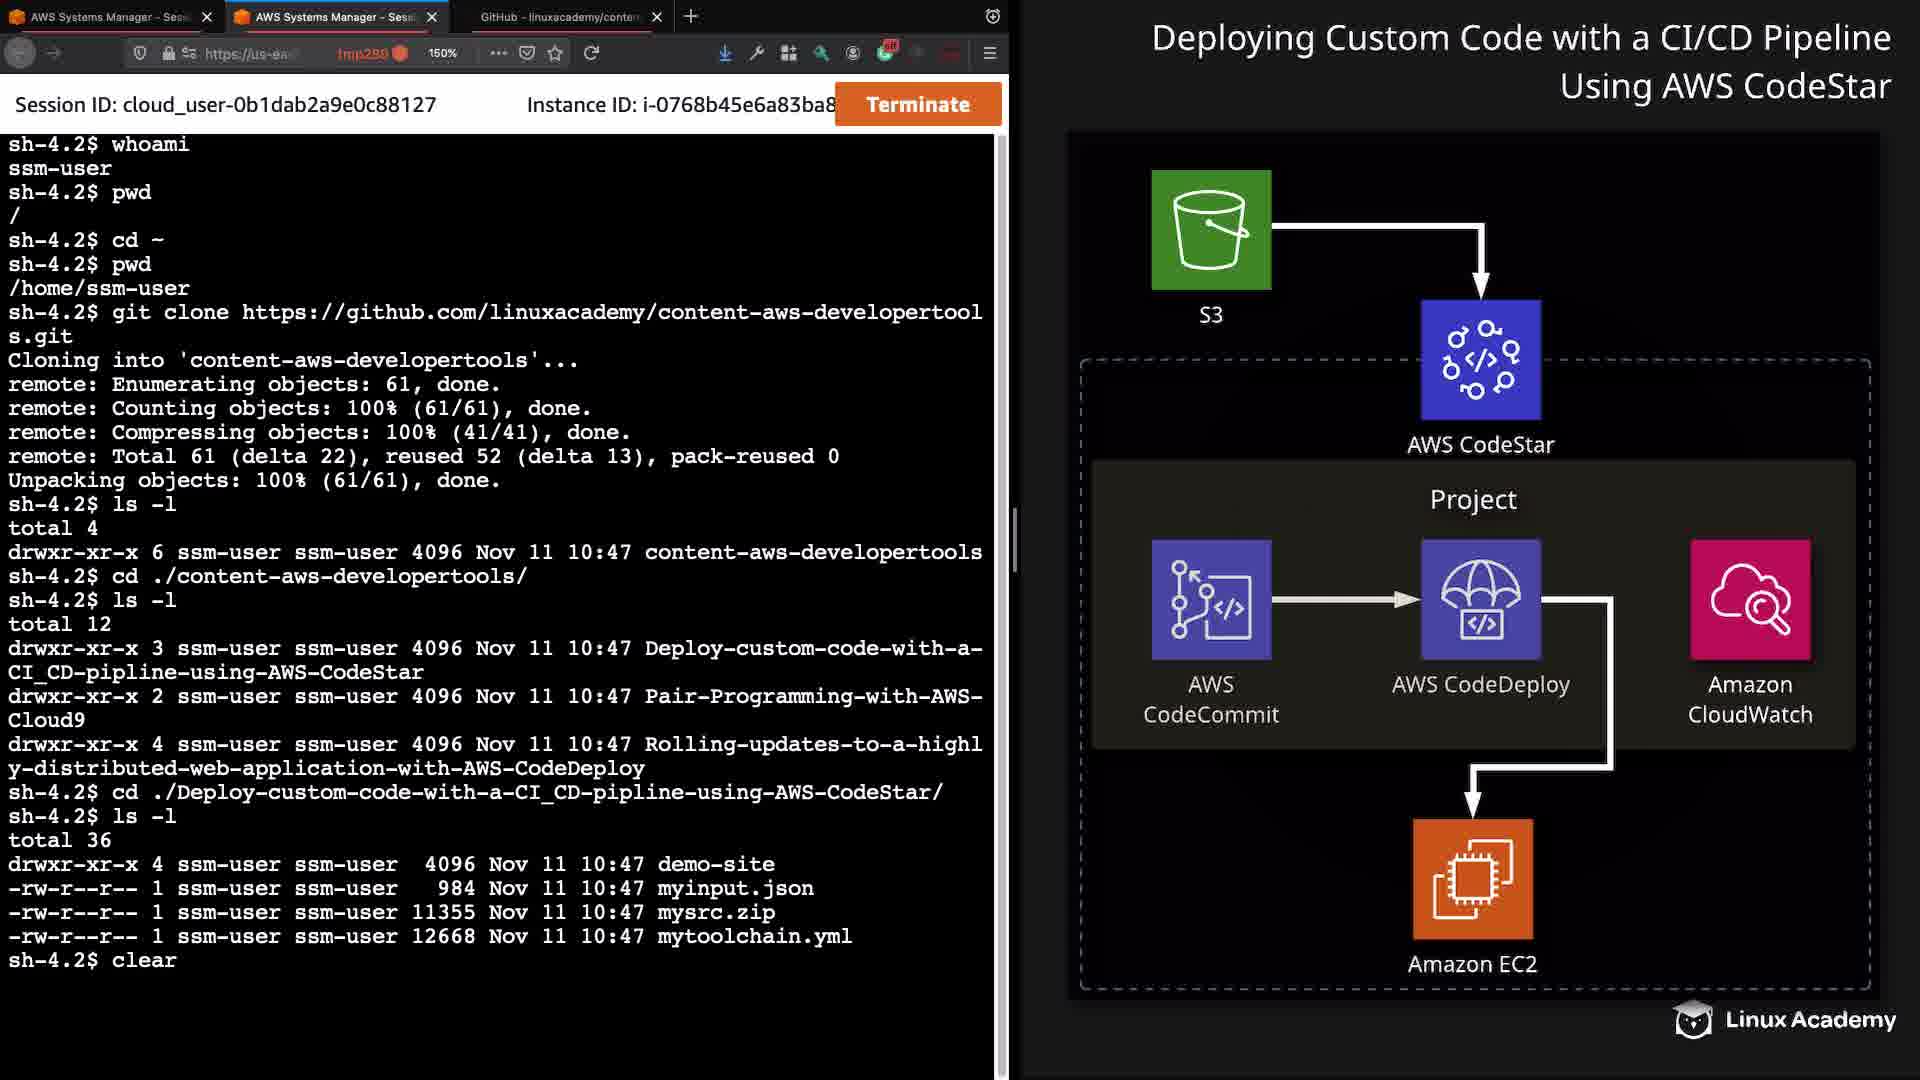 AWS Systems Manager - Sess
AWS Systems Manager - Sess
GitHub - linuxacademy/conten
https://us-ea
tmp280
150%
off
Session ID: cloud_user-0b1dab2a9e0c88127
Instance ID: i-0768b45e6a83ba8
Terminate
sh-4.2$ whoami
ssm-user
sh-4.2$ pwd
/
sh-4.2$ cd ~
sh-4.2$ pwd
/home/ssm-user
sh-4.2$ git clone https://github.com/linuxacademy/content-aws-developertool
s.git
Cloning into 'content-aws-developertools'...
remote: Enumerating objects: 61, done.
remote: Counting objects: 100% (61/61), done.
remote: Compressing objects: 100% (41/41), done.
remote: Total 61 (delta 22), reused 52 (delta 13), pack-reused 0
Unpacking objects: 100% (61/61), done.
sh-4.2$ ls -l
total 4
drwxr-xr-x 6 ssm-user ssm-user 4096 Nov 11 10:47 content-aws-developertools
sh-4.2$ cd ./content-aws-developertools/
sh-4.2$ ls -l
total 12
drwxr-xr-x 3 ssm-user ssm-user 4096 Nov 11 10:47 Deploy-custom-code-with-a-
CI_CD-pipline-using-AWS-CodeStar
drwxr-xr-x 2 ssm-user ssm-user 4096 Nov 11 10:47 Pair-Programming-with-AWS-
Cloud9
drwxr-xr-x 4 ssm-user ssm-user 4096 Nov 11 10:47 Rolling-updates-to-a-highl
y-distributed-web-application-with-AWS-CodeDeploy
sh-4.2$ cd ./Deploy-custom-code-with-a-CI_CD-pipline-using-AWS-CodeStar/
sh-4.2$ ls -l
total 36
drwxr-xr-x 4 ssm-user ssm-user  4096 Nov 11 10:47 demo-site
-rw-r--r-- 1 ssm-user ssm-user   984 Nov 11 10:47 myinput.json
-rw-r--r-- 1 ssm-user ssm-user 11355 Nov 11 10:47 mysrc.zip
-rw-r--r-- 1 ssm-user ssm-user 12668 Nov 11 10:47 mytoolchain.yml
sh-4.2$ clear
Deploying Custom Code with a CI/CD Pipeline
Using AWS CodeStar
S3
AWS CodeStar
Project
AWS
CodeCommit
AWS CodeDeploy
Amazon
CloudWatch
Amazon EC2
Linux Academy